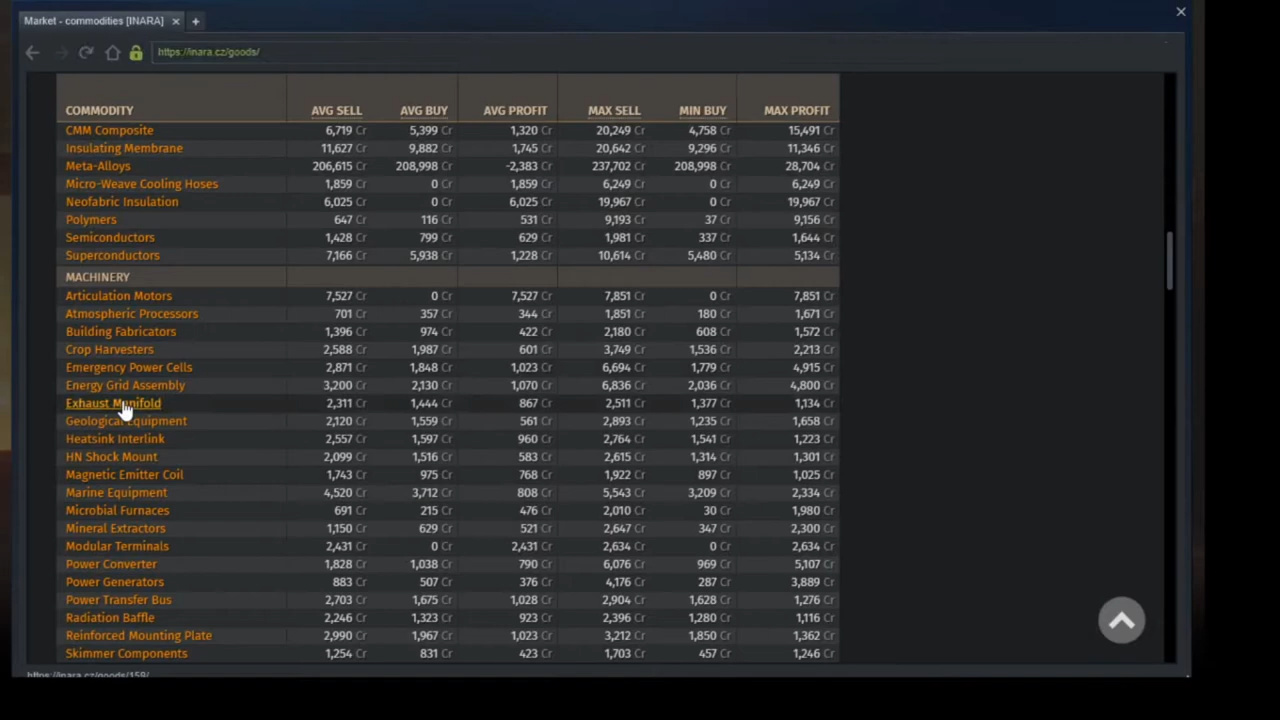 Market - commodities [INARA]
https://inara.cz/goods/
COMMODITY AVG SELL AVG BUY AVG PROFIT MAX SELL MIN BUY MAX PROFIT
CMM Composite 6,719 Cr 5,399 Cr 1,320 Cr 20,249 Cr 4,758 Cr 15,491 Cr
Insulating Membrane 11,627 Cr 9,882 Cr 1,745 Cr 20,642 Cr 9,296 Cr 11,346 Cr
Meta-Alloys 206,615 Cr 208,998 Cr -2,383 Cr 237,702 Cr 208,998 Cr 28,704 Cr
Micro-Weave Cooling Hoses 1,859 Cr 0 Cr 1,859 Cr 6,249 Cr 0 Cr 6,249 Cr
Neofabric Insulation 6,025 Cr 0 Cr 6,025 Cr 19,967 Cr 0 Cr 19,967 Cr
Polymers 647 Cr 116 Cr 531 Cr 9,193 Cr 37 Cr 9,156 Cr
Semiconductors 1,428 Cr 799 Cr 629 Cr 1,981 Cr 337 Cr 1,644 Cr
Superconductors 7,166 Cr 5,938 Cr 1,228 Cr 10,614 Cr 5,480 Cr 5,134 Cr
MACHINERY
Articulation Motors 7,527 Cr 0 Cr 7,527 Cr 7,851 Cr 0 Cr 7,851 Cr
Atmospheric Processors 701 Cr 357 Cr 344 Cr 1,851 Cr 180 Cr 1,671 Cr
Building Fabricators 1,396 Cr 974 Cr 422 Cr 2,180 Cr 608 Cr 1,572 Cr
Crop Harvesters 2,588 Cr 1,987 Cr 601 Cr 3,749 Cr 1,536 Cr 2,213 Cr
Emergency Power Cells 2,871 Cr 1,848 Cr 1,023 Cr 6,694 Cr 1,779 Cr 4,915 Cr
Energy Grid Assembly 3,200 Cr 2,130 Cr 1,070 Cr 6,836 Cr 2,036 Cr 4,800 Cr
Exhaust Manifold 2,311 Cr 1,444 Cr 867 Cr 2,511 Cr 1,377 Cr 1,134 Cr
Geological Equipment 2,120 Cr 1,559 Cr 561 Cr 2,893 Cr 1,235 Cr 1,658 Cr
Heatsink Interlink 2,557 Cr 1,597 Cr 960 Cr 2,764 Cr 1,541 Cr 1,223 Cr
HN Shock Mount 2,099 Cr 1,516 Cr 583 Cr 2,615 Cr 1,314 Cr 1,301 Cr
Magnetic Emitter Coil 1,743 Cr 975 Cr 768 Cr 1,922 Cr 897 Cr 1,025 Cr
Marine Equipment 4,520 Cr 3,712 Cr 808 Cr 5,543 Cr 3,209 Cr 2,334 Cr
Microbial Furnaces 691 Cr 215 Cr 476 Cr 2,010 Cr 30 Cr 1,980 Cr
Mineral Extractors 1,150 Cr 629 Cr 521 Cr 2,647 Cr 347 Cr 2,300 Cr
Modular Terminals 2,431 Cr 0 Cr 2,431 Cr 2,634 Cr 0 Cr 2,634 Cr
Power Converter 1,828 Cr 1,038 Cr 790 Cr 6,076 Cr 969 Cr 5,107 Cr
Power Generators 883 Cr 507 Cr 376 Cr 4,176 Cr 287 Cr 3,889 Cr
Power Transfer Bus 2,703 Cr 1,675 Cr 1,028 Cr 2,904 Cr 1,628 Cr 1,276 Cr
Radiation Baffle 2,246 Cr 1,323 Cr 923 Cr 2,396 Cr 1,280 Cr 1,116 Cr
Reinforced Mounting Plate 2,990 Cr 1,967 Cr 1,023 Cr 3,212 Cr 1,850 Cr 1,362 Cr
Skimmer Components 1,254 Cr 831 Cr 423 Cr 1,703 Cr 457 Cr 1,246 Cr
https://inara.cz/goods/159/